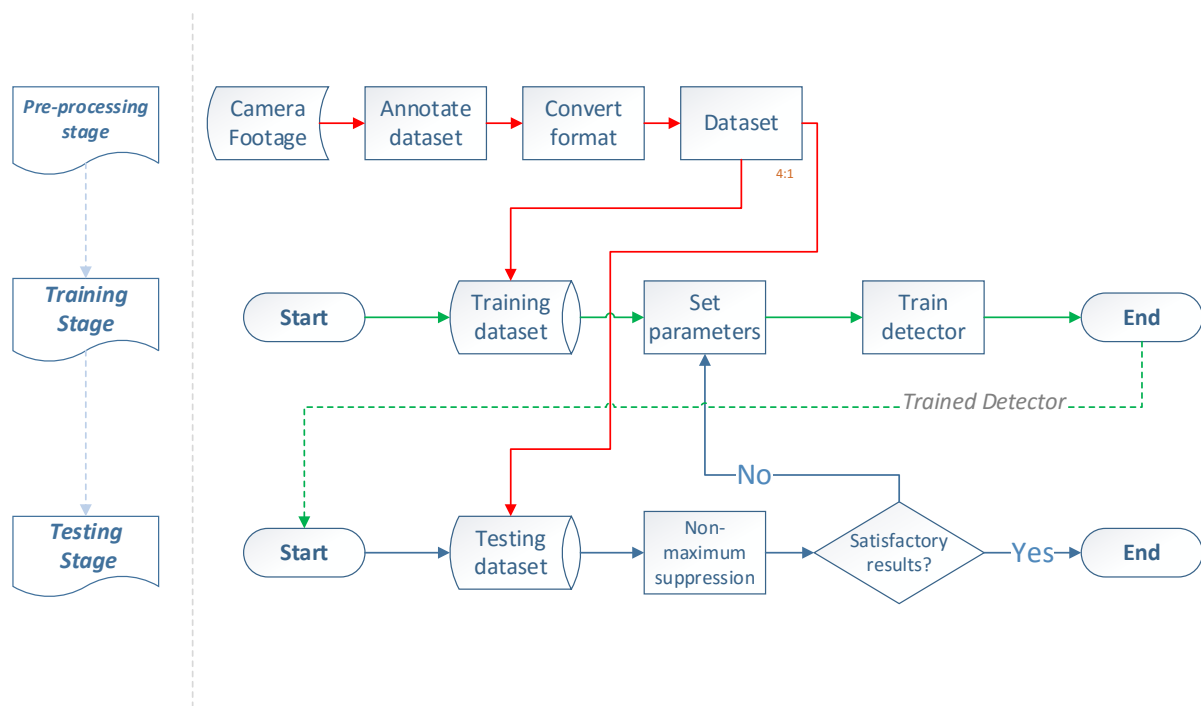 Pre-processing
stage
Camera
Footage
Annotate
dataset
Convert
format
Dataset
4:1
Training
Stage
Start
Training
dataset
Set
parameters
Train
detector
End
Trained Detector
No
Testing
Stage
Start
Testing
dataset
Non-
maximum
suppression
Satisfactory
results?
Yes
End